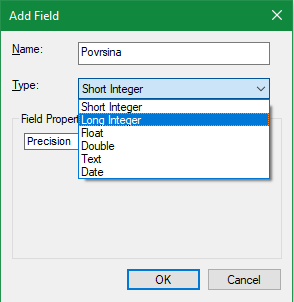 Add Field
Name: Povrsina
Type: Short Integer
Short Integer
Long Integer
Float
Double
Text
Date
Field Propert
Precision
OK Cancel